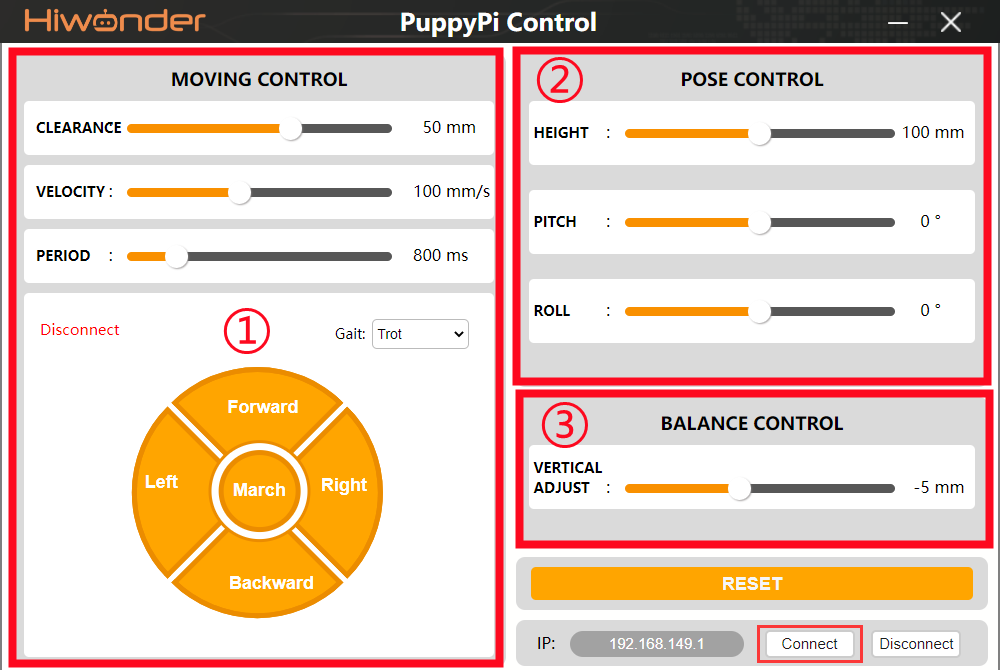 Hiwonder
PuppyPi Control
MOVING CONTROL
CLEARANCE 50 mm
VELOCITY : 100 mm/s
PERIOD : 800 ms
Disconnect
①
Gait: Trot
Forward
Left
March
Right
Backward
②
POSE CONTROL
HEIGHT : 100 mm
PITCH : 0 °
ROLL : 0 °
③
BALANCE CONTROL
VERTICAL
ADJUST : -5 mm
RESET
IP: 192.168.149.1 Connect Disconnect